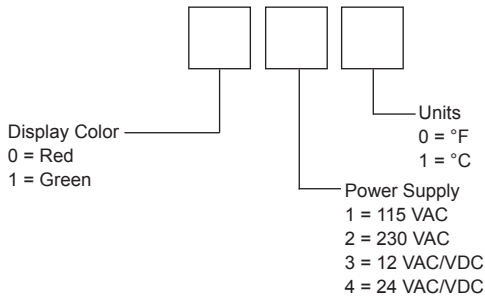 Display Color
0 = Red
1 = Green
Units
0 = °F
1 = °C
Power Supply
1 = 115 VAC
2 = 230 VAC
3 = 12 VAC/VDC
4 = 24 VAC/VDC